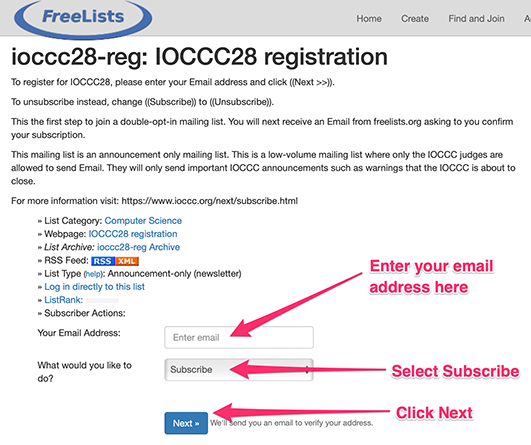 FreeLists
Home Create Find and Join
ioccc28-reg: IOCCC28 registration
To register for IOCCC28, please enter your Email address and click ((Next >>)).
To unsubscribe instead, change ((Subscribe)) to ((Unsubscribe)).
This the first step to join a double-opt-in mailing list. You will next receive an Email from freelists.org asking to you confirm
your subscription.
This mailing list is an announcement only mailing list. This is a low-volume mailing list where only the IOCCC judges are
allowed to send Email. They will only send important IOCCC announcements such as warnings that the IOCCC is about to
close.
For more information visit: https://www.ioccc.org/next/subscribe.html
» List Category: Computer Science
» Webpage: IOCCC28 registration
» List Archive: ioccc28-reg Archive
» RSS Feed: RSS XML
» List Type (help): Announcement-only (newsletter)
» Log in directly to this list
» ListRank:
» Subscriber Actions:
Enter your email
address here
Your Email Address:
Enter email
What would you like to
do?
Subscribe
Select Subscribe
Next »
We'll send you an email to verify your address.
Click Next